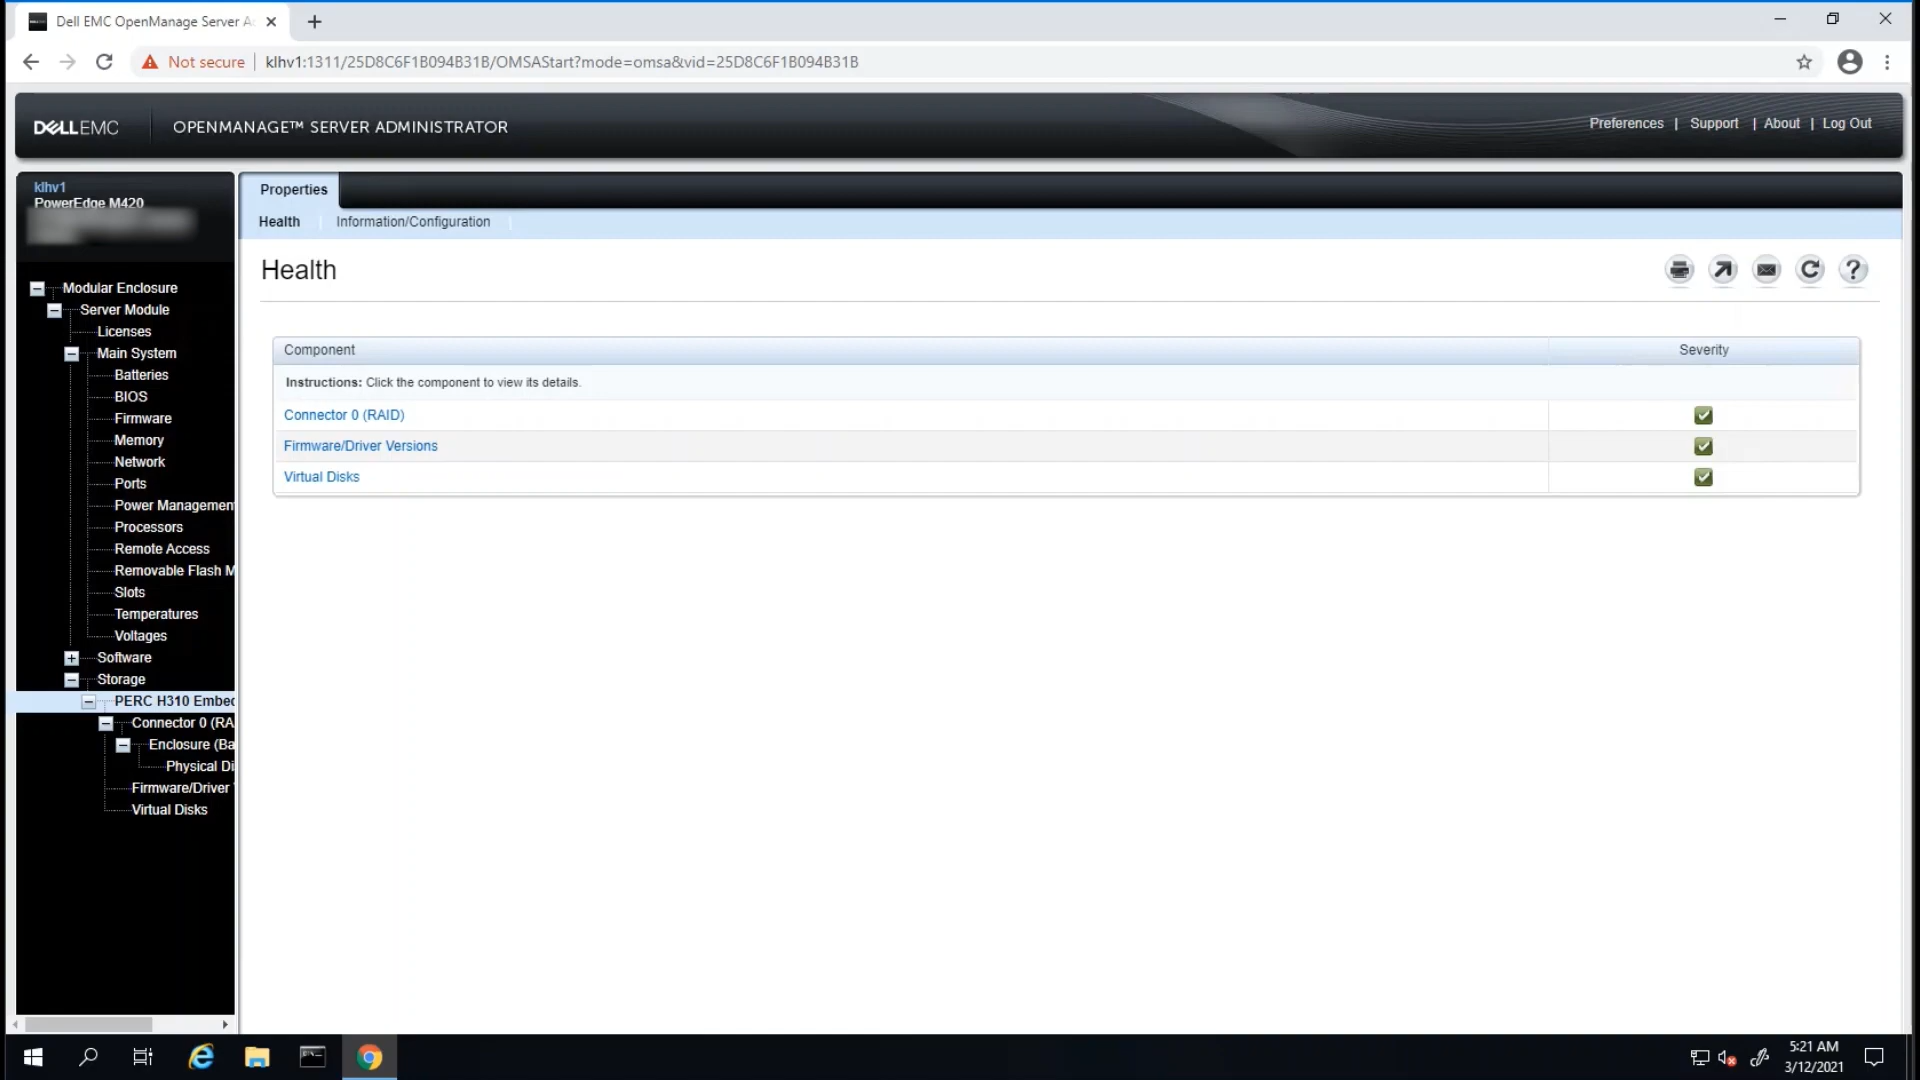 Dell EMC OpenManage Server A
Not secure
klhv1:1311/25D8C6F1B094B31B/OMSAStart?mode=omsa&vid=25D8C6F1B094B31B
DELLEMC
OPENMANAGE™ SERVER ADMINISTRATOR
Preferences | Support | About | Log Out
klhv1
PowerEdge M420
Properties
Health
Information/Configuration
Health
Modular Enclosure
Server Module
Licenses
Main System
Batteries
BIOS
Firmware
Memory
Network
Ports
Power Managemen
Processors
Remote Access
Removable Flash M
Slots
Temperatures
Voltages
Software
Storage
PERC H310 Embed
Connector 0 (RA
Enclosure (Ba
Physical Di
Firmware/Driver
Virtual Disks
Component
Severity
Instructions: Click the component to view its details.
Connector 0 (RAID)
Firmware/Driver Versions
Virtual Disks
5:21 AM
3/12/2021